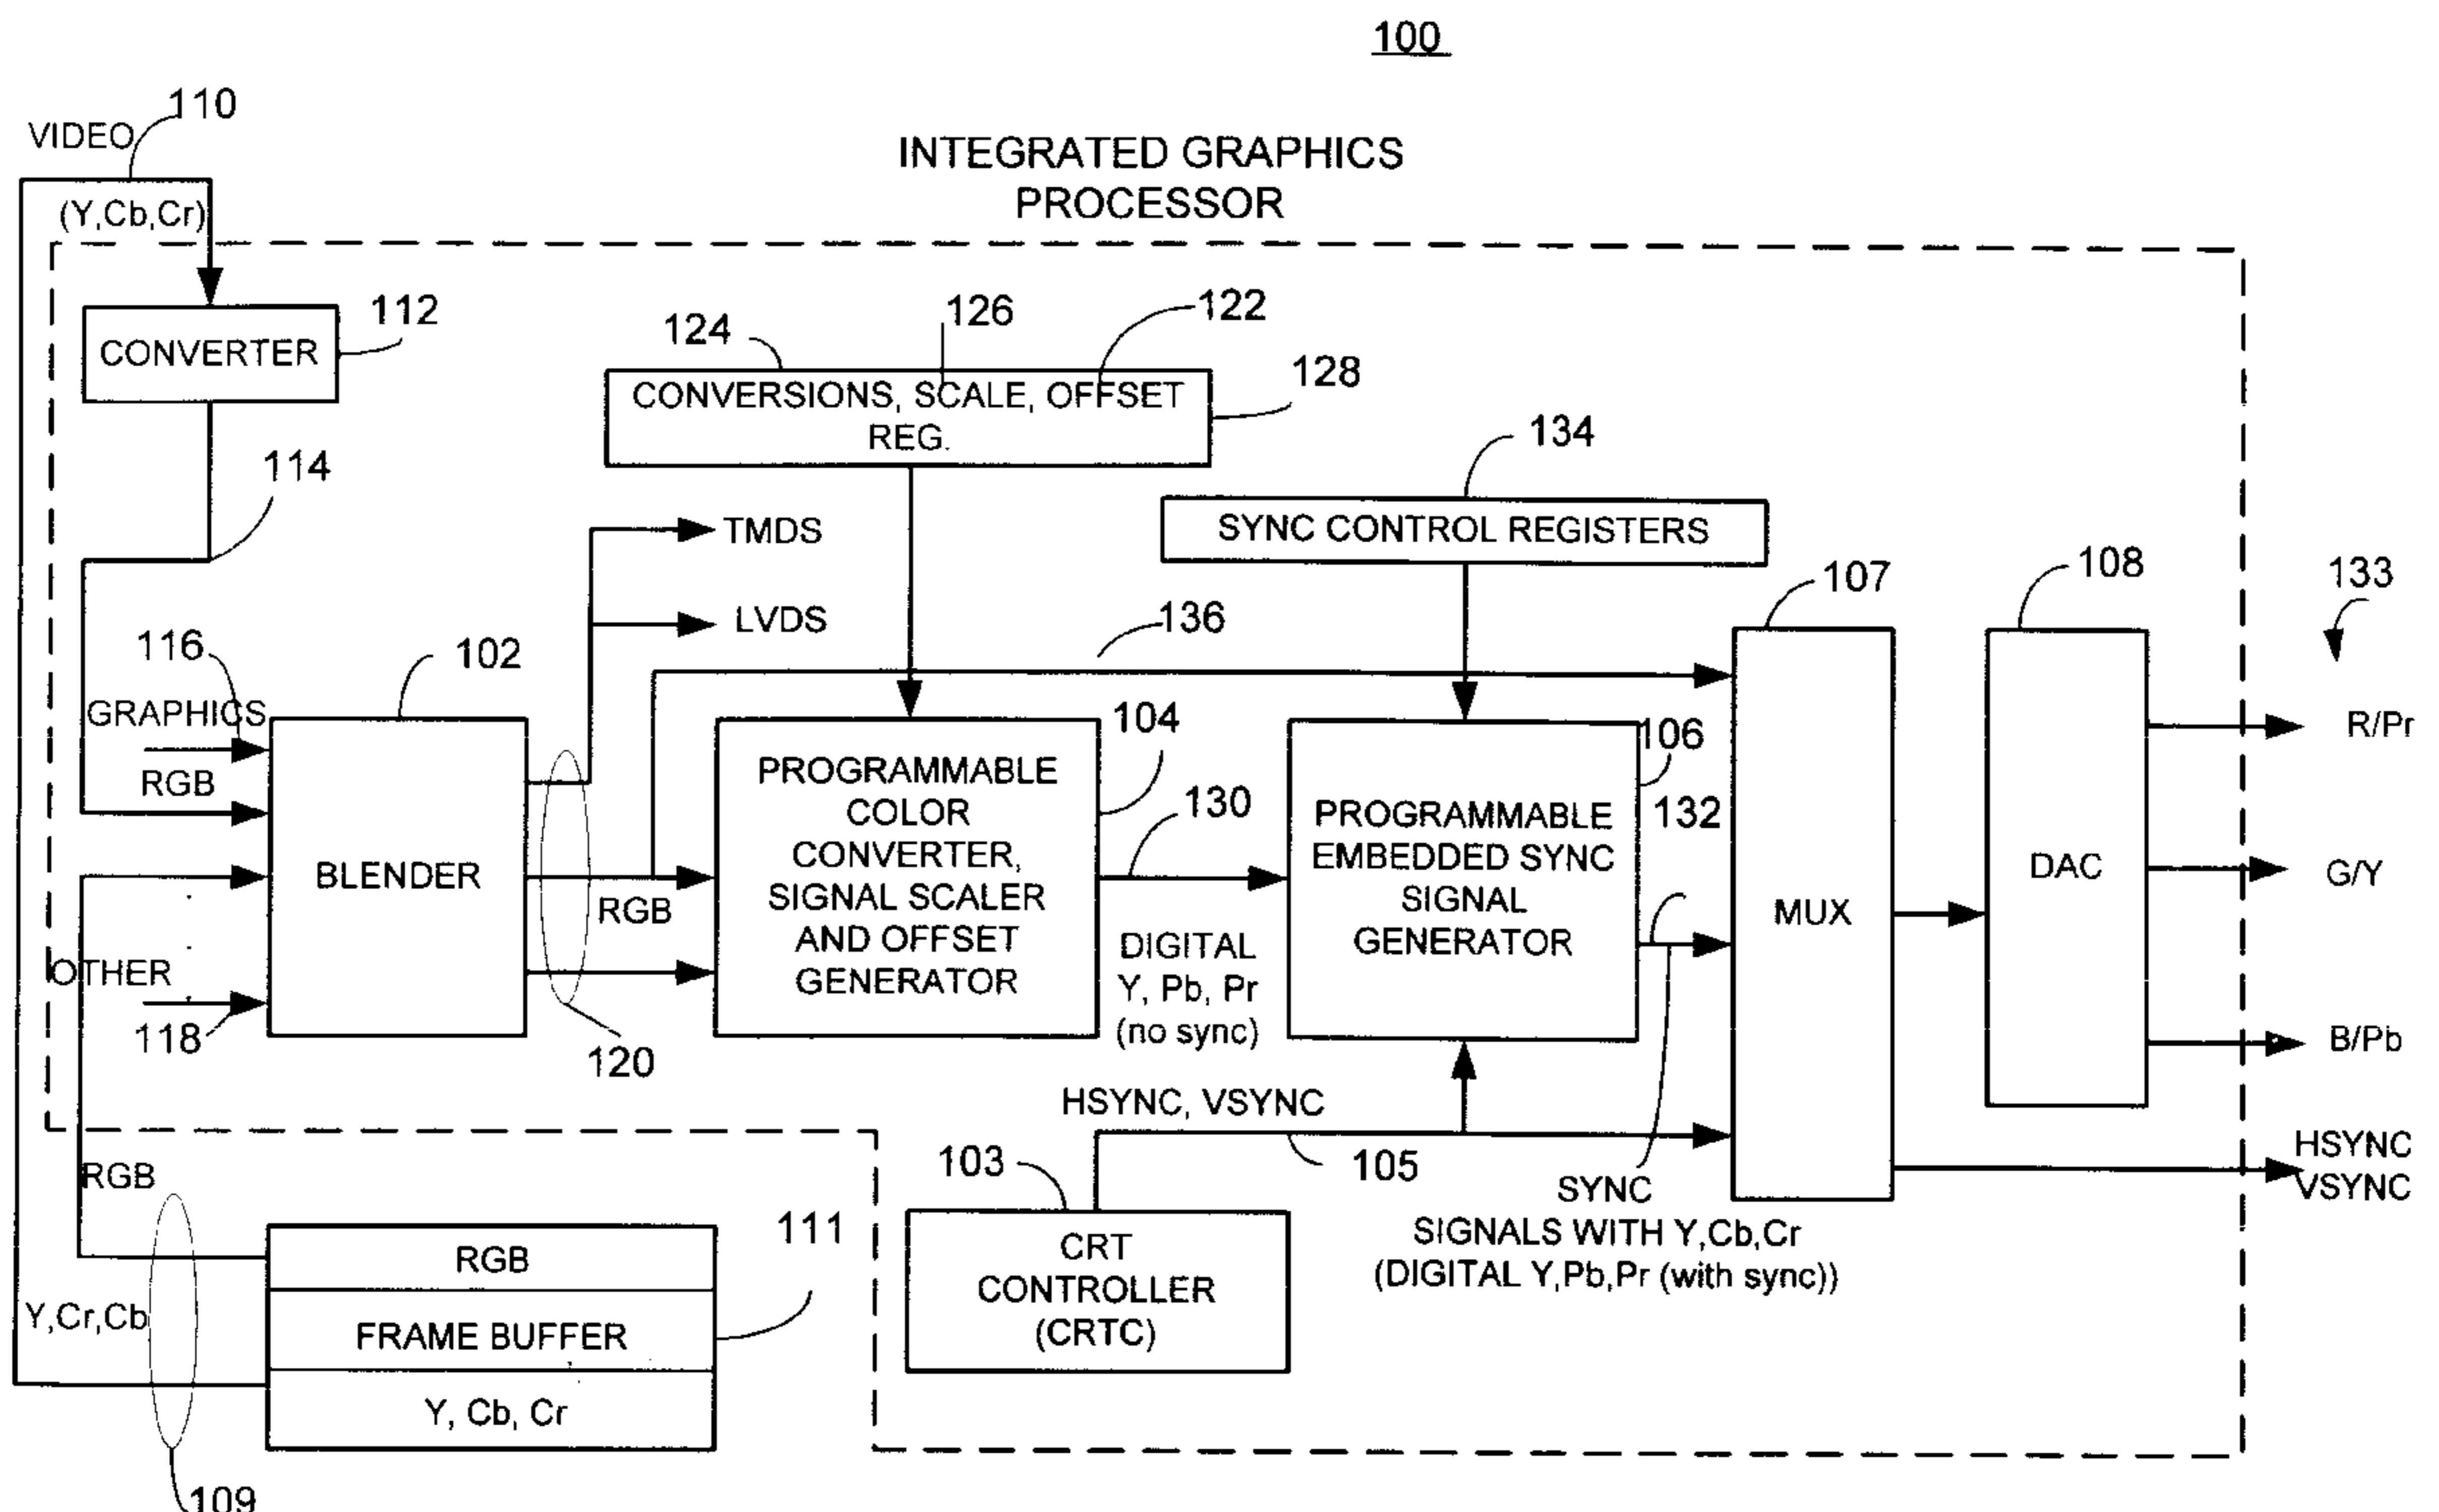 100
110
VIDEO
INTEGRATED GRAPHICS
PROCESSOR
(Y,Cb,Cr)
CONVERTER
112
124
126
122
128
CONVERSIONS, SCALE, OFFSET
REG.
114
134
SYNC CONTROL REGISTERS
TMDS
LVDS
136
107
108
133
116
102
GRAPHICS
RGB
BLENDER
OTHER
118
RGB
120
104
PROGRAMMABLE
COLOR
CONVERTER,
SIGNAL SCALER
AND OFFSET
GENERATOR
130
DIGITAL
Y, Pb, Pr
(no sync)
106
132
PROGRAMMABLE
EMBEDDED SYNC
SIGNAL
GENERATOR
MUX
DAC
R/Pr
G/Y
B/Pb
HSYNC
VSYNC
HSYNC, VSYNC
103
105
SYNC
SIGNALS WITH Y,Cb,Cr
(DIGITAL Y,Pb,Pr (with sync))
CRT
CONTROLLER
(CRTC)
RGB
111
RGB
Y,Cr,Cb
FRAME BUFFER
Y, Cb, Cr
109